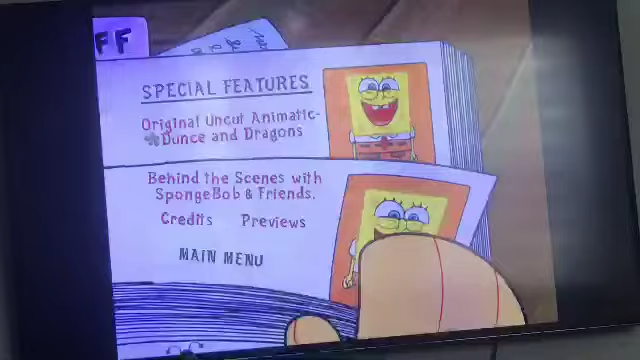 FF
SPECIAL FEATURES
Original Uncut Animatic-
Dunce and Dragons
Behind the Scenes with
SpongeBob & Friends.
Credits Previews
MAIN MENU